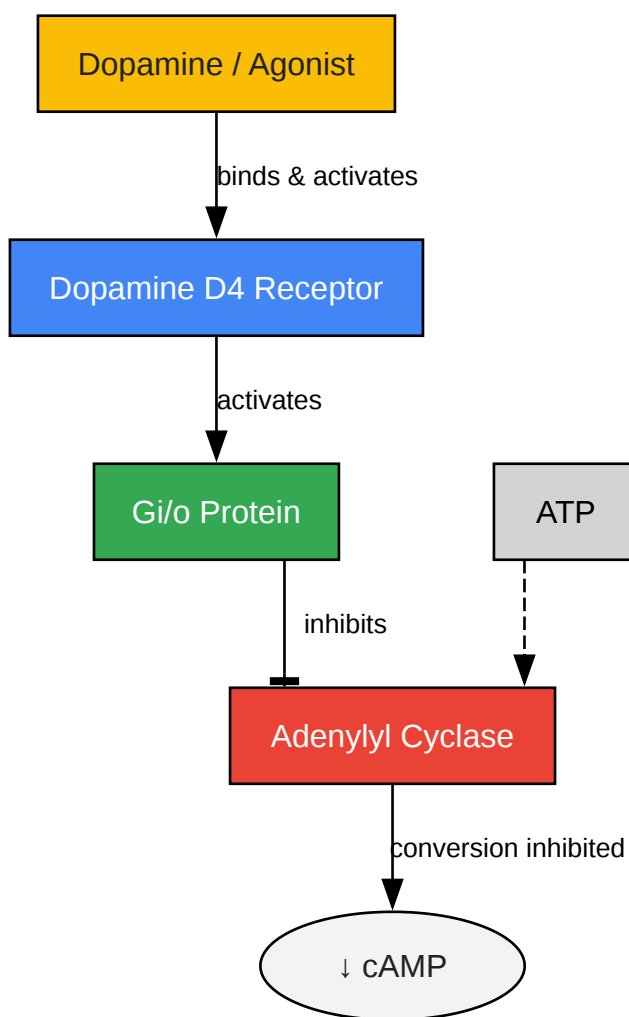 Dopamine / Agonist
binds & activates
Dopamine D4 Receptor
activates
Gi/o Protein
ATP
inhibits
Adenylyl Cyclase
conversion inhibited
↓ cAMP